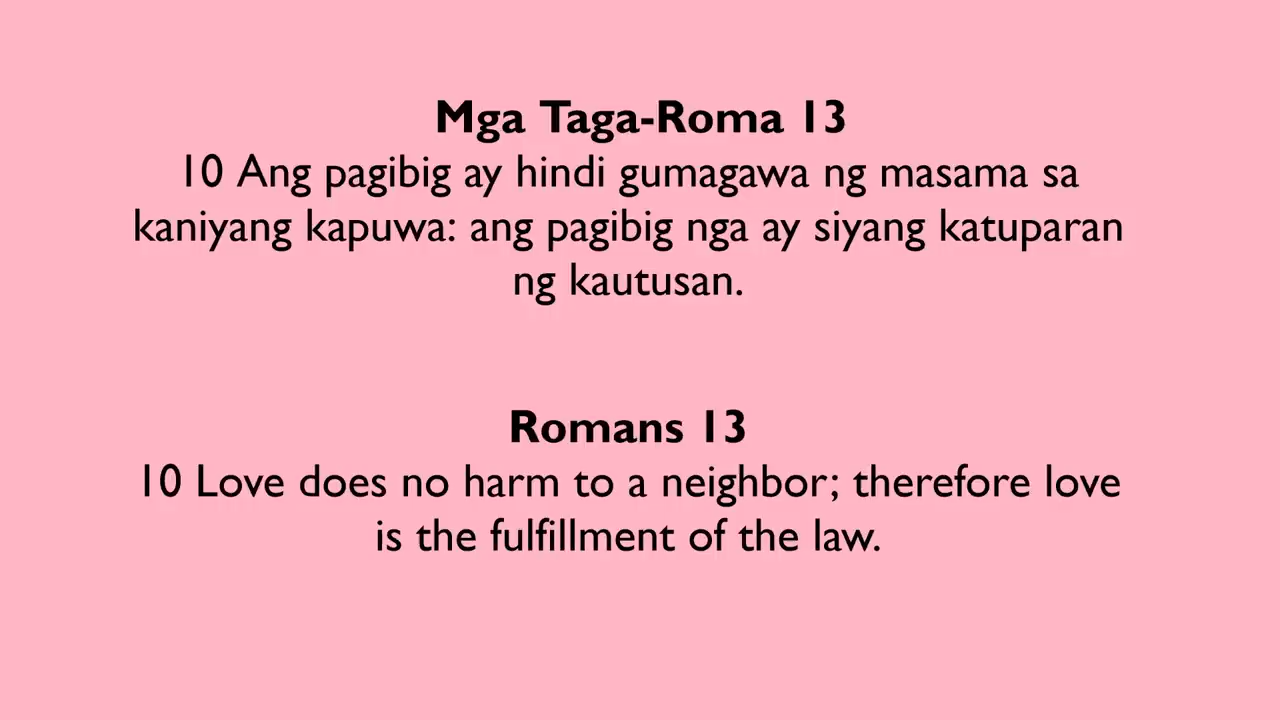 Mga Taga-Roma 13
10 Ang pagibig ay hindi gumagawa ng masama sa
kaniyang kapuwa: ang pagibig nga ay siyang katuparan
ng kautusan.
Romans 13
10 Love does no harm to a neighbor; therefore love
is the fulfillment of the law.